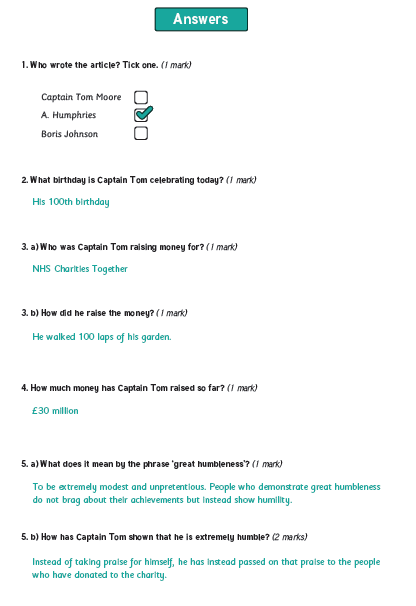 Answers
1. Who wrote the article? Tick one. (1 mark)
Captain Tom Moore
A. Humphries
Boris Johnson
2. What birthday is Captain Tom celebrating today? (1 mark)
His 100th birthday
3. a) Who was Captain Tom raising money for? (1 mark)
NHS Charities Together
3. b) How did he raise the money? (1 mark)
He walked 100 laps of his garden.
4. How much money has Captain Tom raised so far? (1 mark)
£30 million
5. a) What does it mean by the phrase 'great humbleness'? (1 mark)
To be extremely modest and unpretentious. People who demonstrate great humbleness
do not brag about their achievements but instead show humility.
5. b) How has Captain Tom shown that he is extremely humble? (2 marks)
Instead of taking praise for himself, he has instead passed on that praise to the people
who have donated to the charity.